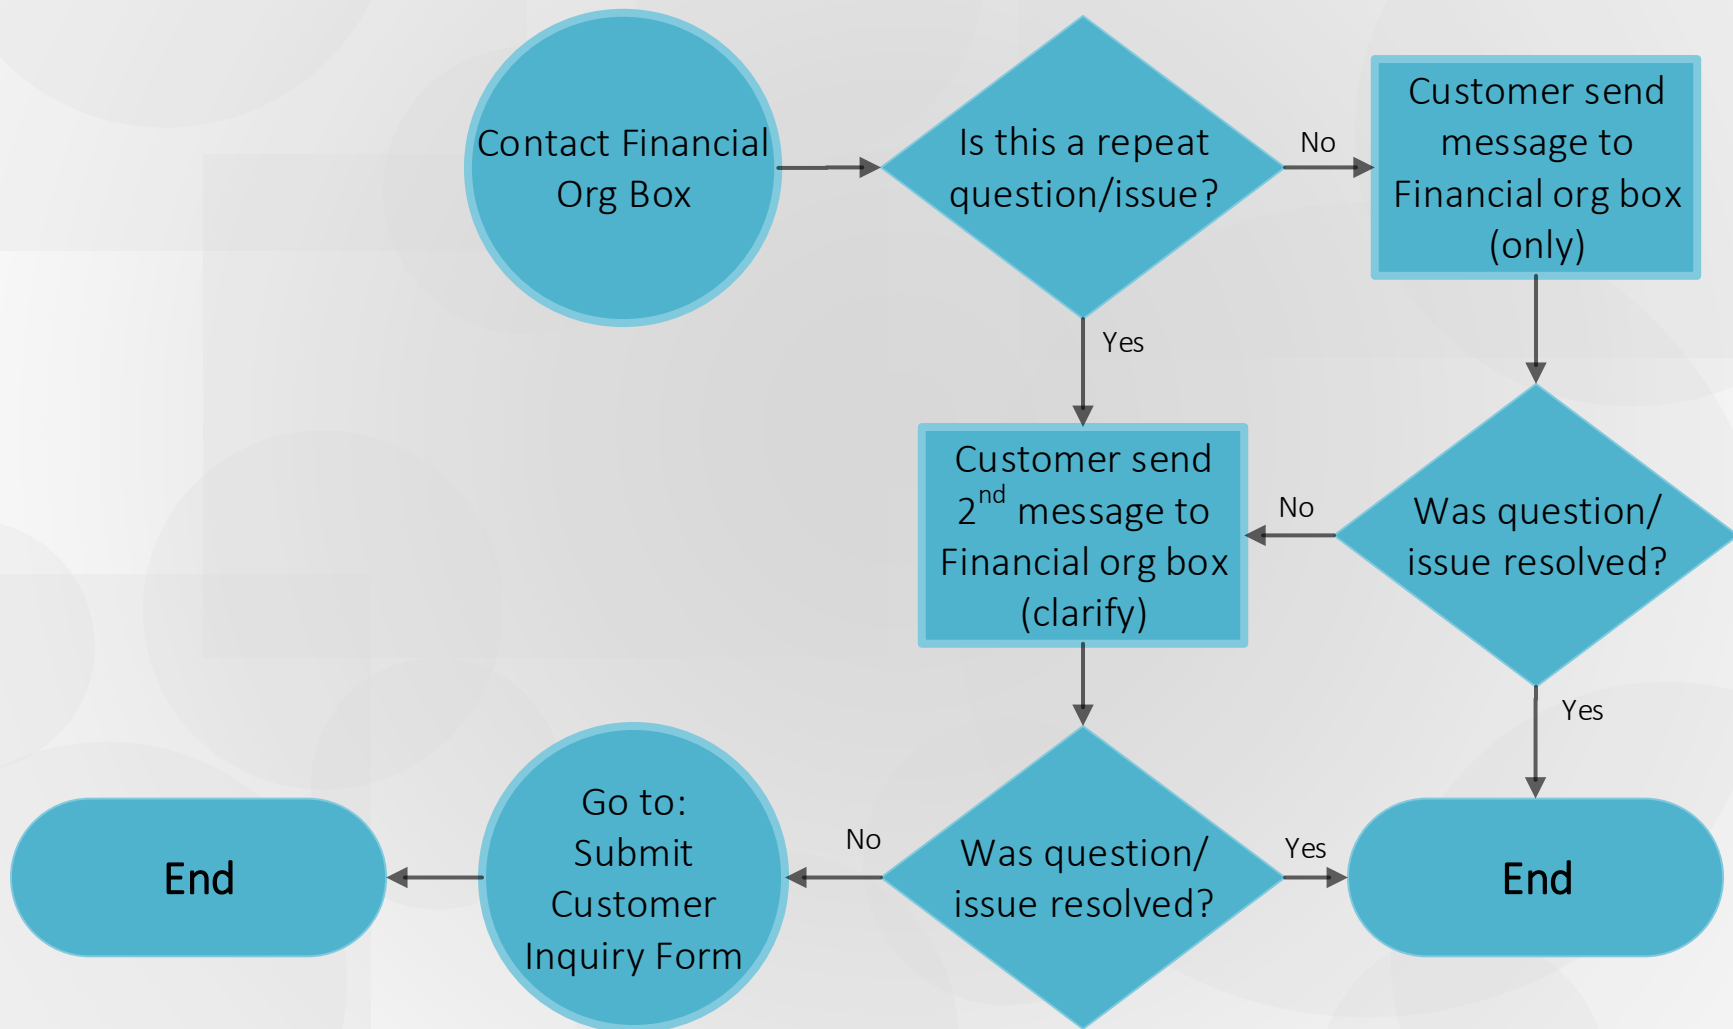 Contact Financial
Org Box
Is this a repeat
question/issue?
No
Customer send
message to
Financial org box
(only)
Yes
Customer send
2nd message to
Financial org box
(clarify)
No
Was question/
issue resolved?
Yes
Go to:
Submit
Customer
Inquiry Form
No
Was question/
issue resolved?
Yes
End
End